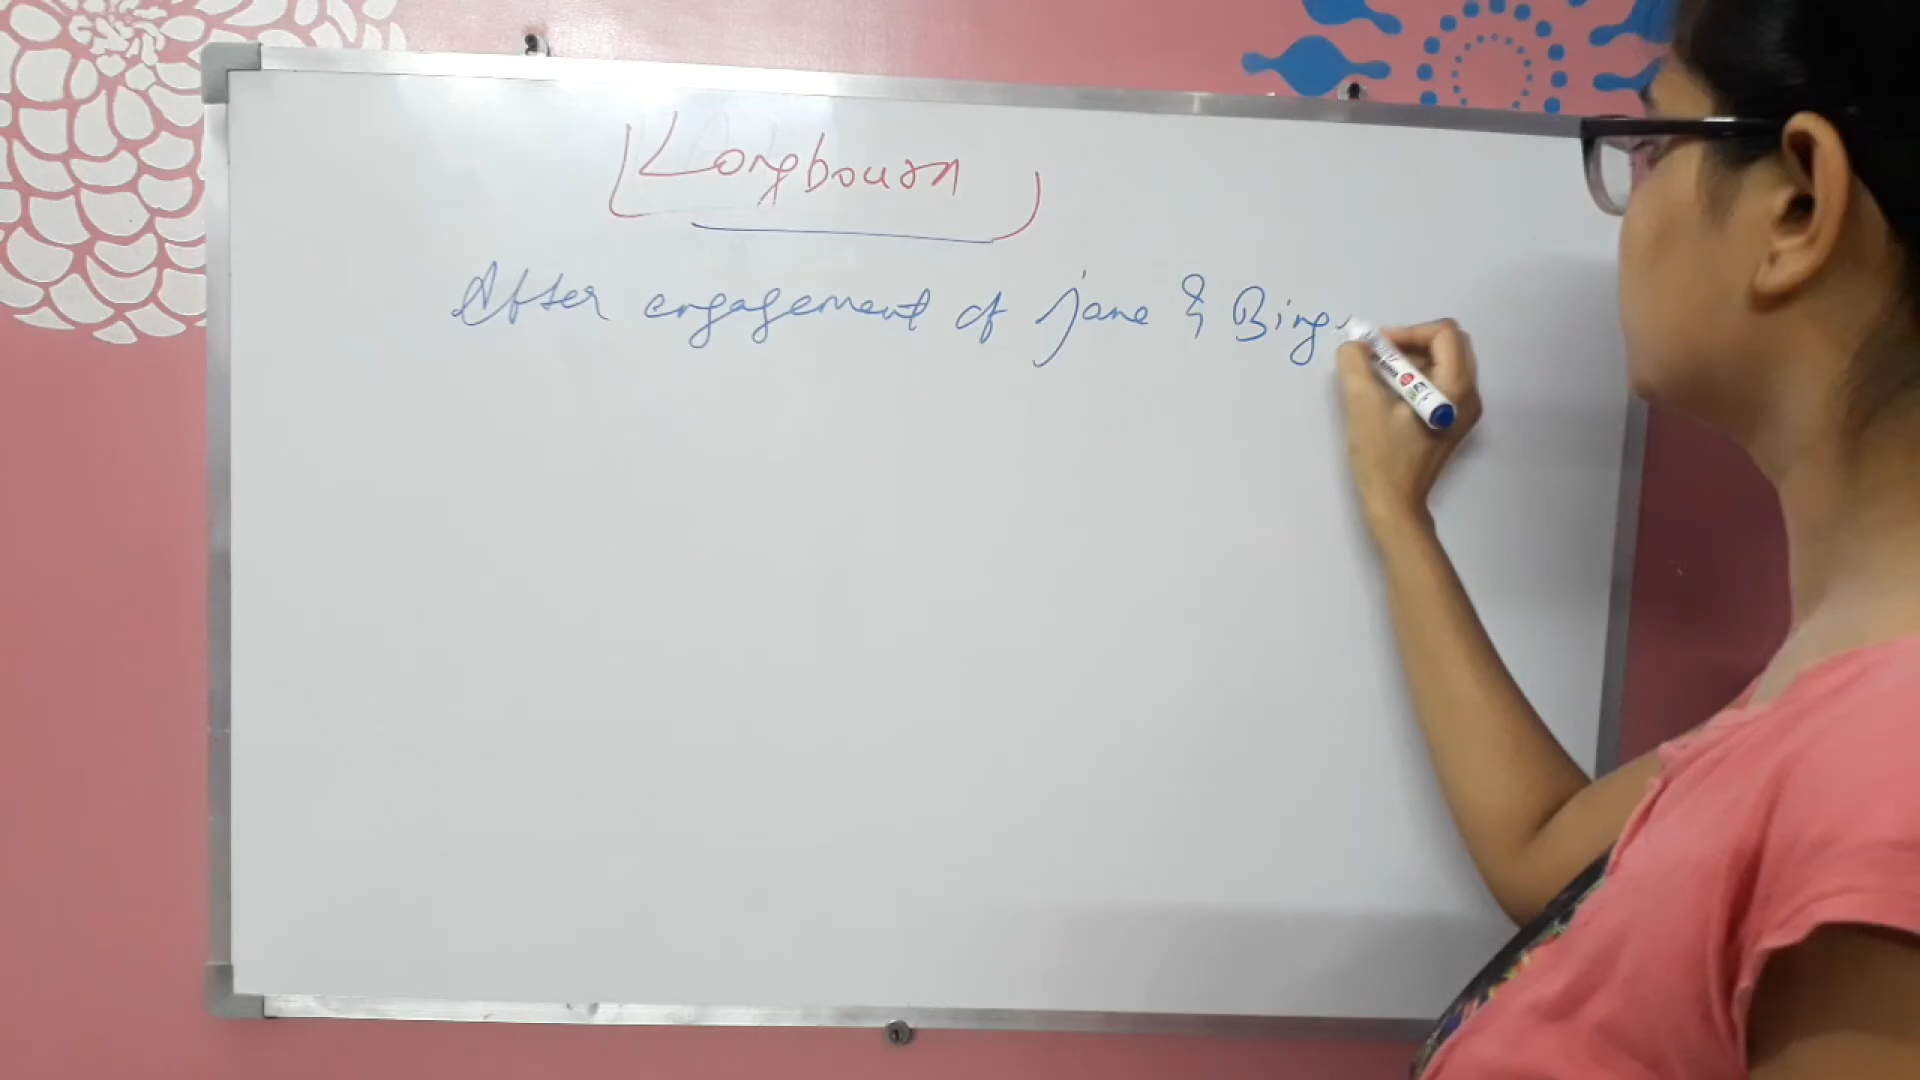 Longbourn
After engagement of Jane & Bing